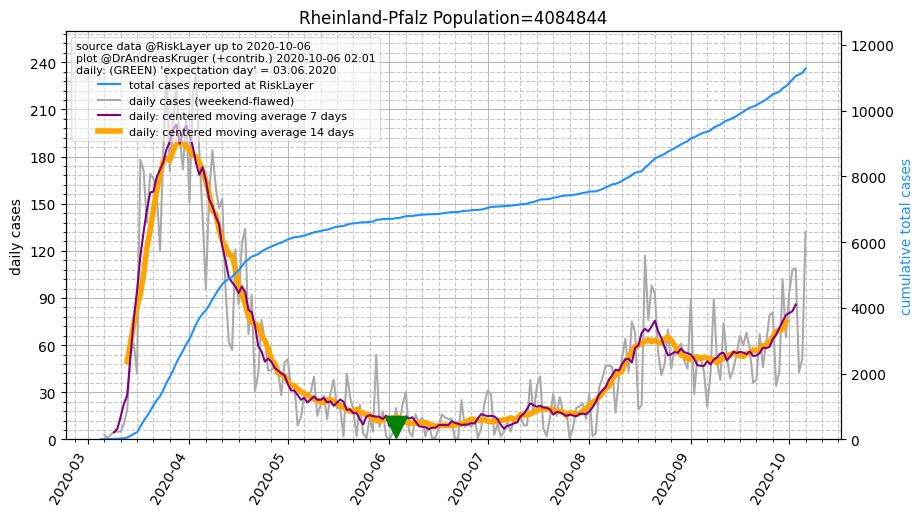 Rheinland-Pfalz Population=4084844
source data @RiskLayer up to 2020-10-06
plot @DrAndreasKruger (+contrib.) 2020-10-06 02:01
daily: (GREEN) 'expectation day' = 03.06.2020
total cases reported at RiskLayer
daily cases (weekend-flawed)
daily: centered moving average 7 days
daily: centered moving average 14 days
daily cases
240
210
180
150
120
90
60
30
0
12000
10000
8000
6000
4000
2000
0
cumulative total cases
2020-03
2020-04
2020-05
2020-06
2020-07
2020-08
2020-09
2020-10